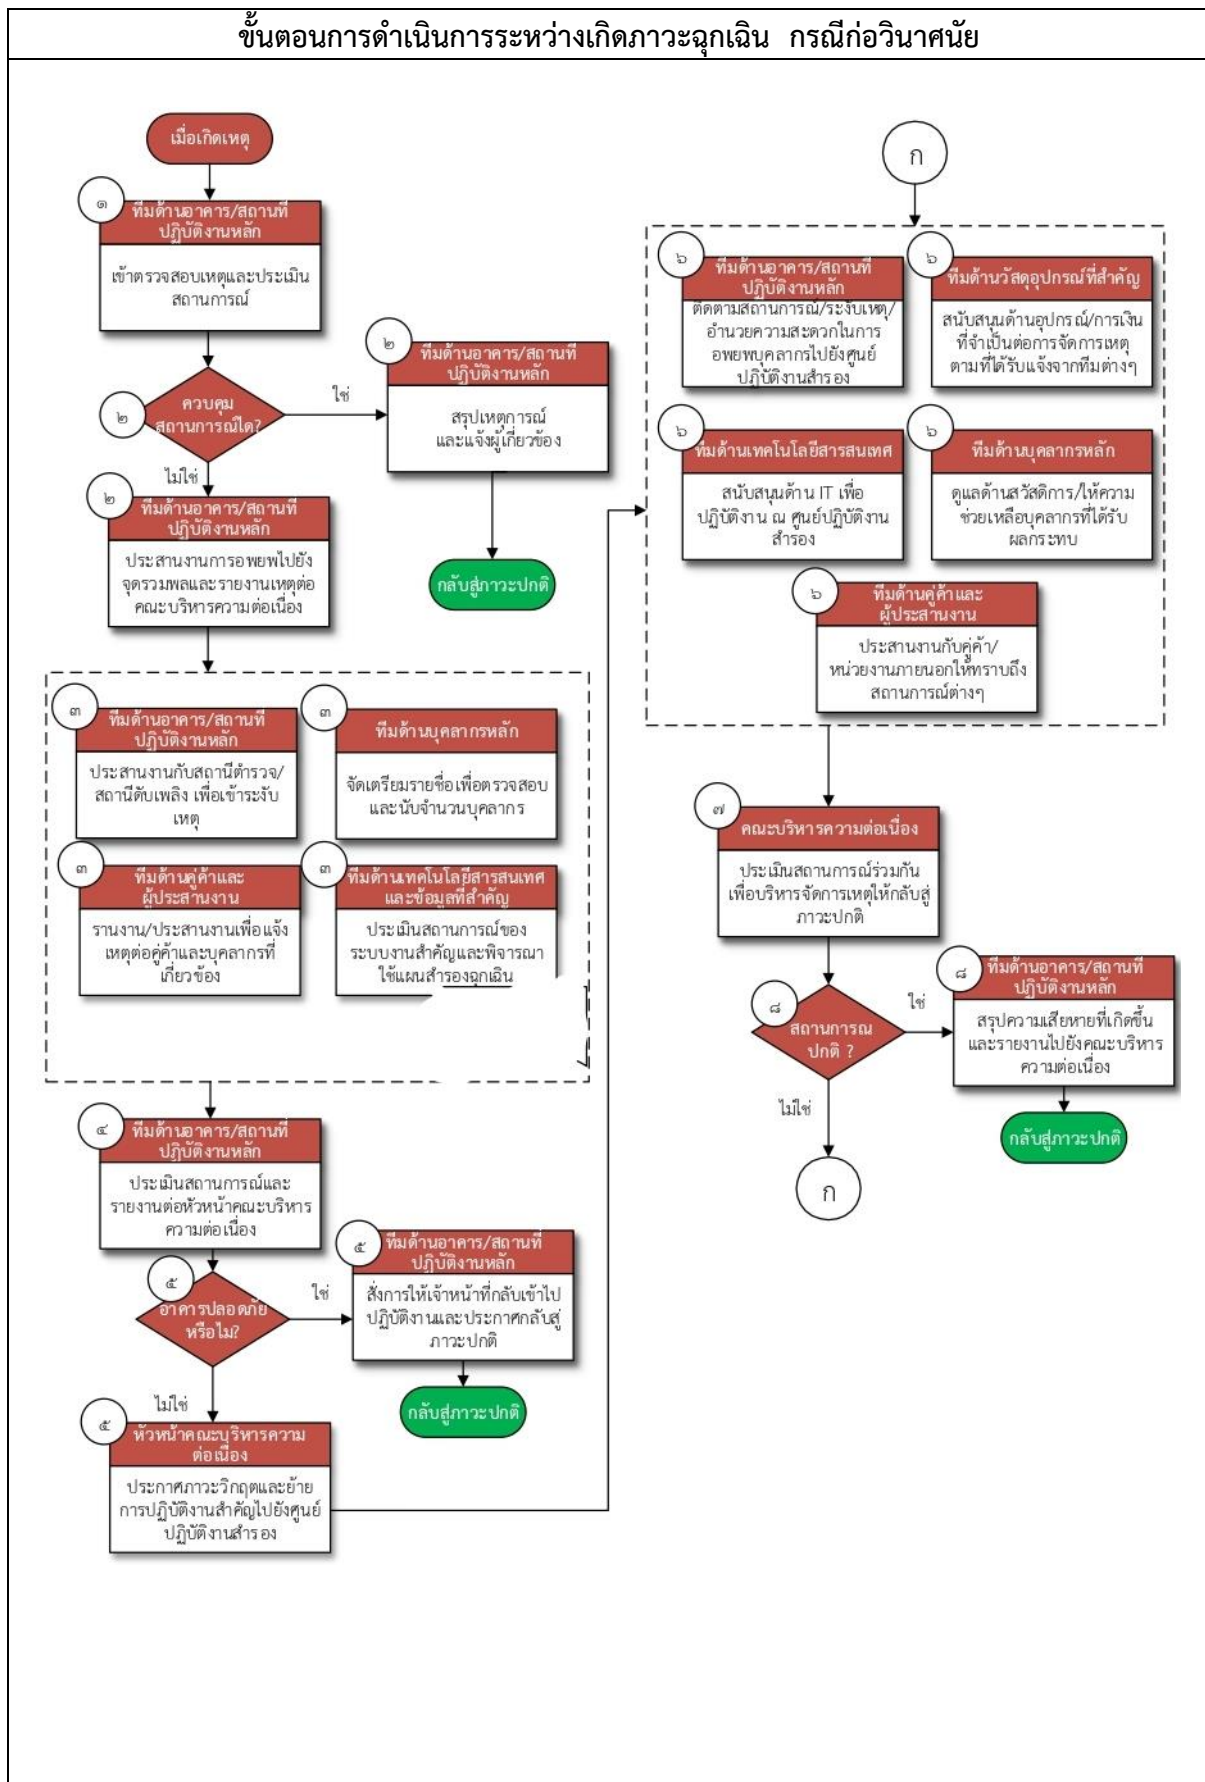 ขั้นตอนการดำเนินการระหว่างเกิดภาวะฉุกเฉิน กรณีก่อวินาศนัย
เมื่อเกิดเหตุ
๑
ทีมด้านอาคาร/สถานที่
ปฏิบัติงานหลัก
เข้าตรวจสอบเหตุและประเมิน
สถานการณ์
๒
ควบคุม
สถานการณ์ได?
ใช่
ไม่ใช่
๒
ทีมด้านอาคาร/สถานที่
ปฏิบัติงานหลัก
สรุปเหตุการณ์
และแจ้งผู้เกี่ยวข้อง
กลับสู่ภาวะปกติ
๒
ทีมด้านอาคาร/สถานที่
ปฏิบัติงานหลัก
ประสานงานการอพยพไปยัง
จุดรวมพลและรายงานเหตุต่อ
คณะบริหารความต่อเนื่อง
๓
ทีมด้านอาคาร/สถานที่
ปฏิบัติงานหลัก
ประสานงานกับสถานีตำรวจ/
สถานีดับเพลิง เพื่อเข้าระงับ
เหตุ
๓
ทีมด้านบุคลากรหลัก
จัดเตรียมรายชื่อเพื่อตรวจสอบ
และนับจำนวนบุคลากร
๓
ทีมด้านคู่ค้าและ
ผู้ประสานงาน
รานงาน/ประสานงานเพื่อแจ้ง
เหตุต่อคู่ค้าและบุคลากรที่
เกี่ยวข้อง
๓
ทีมด้านเทคโนโลยีสารสนเทศ
และข้อมูลที่สำคัญ
ประเมินสถานการณ์ของ
ระบบงานสำคัญและพิจารณา
ใช้แผนสำรองฉุกเฉิน
๔
ทีมด้านอาคาร/สถานที่
ปฏิบัติงานหลัก
ประเมินสถานการณ์และ
รายงานต่อหัวหน้าคณะบริหาร
ความต่อเนื่อง
๕
อาคารปลอดภัย
หรือไม่?
ใช่
ไม่ใช่
๕
ทีมด้านอาคาร/สถานที่
ปฏิบัติงานหลัก
สั่งการให้เจ้าหน้าที่กลับเข้าไป
ปฏิบัติงานและประกาศกลับสู่
ภาวะปกติ
กลับสู่ภาวะปกติ
๕
หัวหน้าคณะบริหารความ
ต่อเนื่อง
ประกาศภาวะวิกฤตและย้าย
การปฏิบัติงานสำคัญไปยังศูนย์
ปฏิบัติงานสำรอง
ก
๖
ทีมด้านอาคาร/สถานที่
ปฏิบัติงานหลัก
ติดตามสถานการณ์/ระงับเหตุ/
อำนวยความสะดวกในการ
อพยพบุคลากรไปยังศูนย์
ปฏิบัติงานสำรอง
๖
ทีมด้านวัสดุอุปกรณ์ที่สำคัญ
สนับสนุนด้านอุปกรณ์/การเงิน
ที่จำเป็นต่อการจัดการเหตุ
ตามที่ได้รับแจ้งจากทีมต่างๆ
๖
ทีมด้านเทคโนโลยีสารสนเทศ
สนับสนุนด้าน IT เพื่อ
ปฏิบัติงาน ณ ศูนย์ปฏิบัติงาน
สำรอง
๖
ทีมด้านบุคลากรหลัก
ดูแลด้านสวัสดิการ/ให้ความ
ช่วยเหลือบุคลากรที่ได้รับ
ผลกระทบ
๖
ทีมด้านคู่ค้าและ
ผู้ประสานงาน
ประสานงานกับคู่ค้า/
หน่วยงานภายนอกให้ทราบถึง
สถานการณ์ต่างๆ
๗
คณะบริหารความต่อเนื่อง
ประเมินสถานการณ์ร่วมกัน
เพื่อบริหารจัดการเหตุให้กลับสู่
ภาวะปกติ
๘
สถานการณ
ปกติ ?
ใช่
ไม่ใช่
๘
ทีมด้านอาคาร/สถานที่
ปฏิบัติงานหลัก
สรุปความเสียหายที่เกิดขึ้น
และรายงานไปยังคณะบริหาร
ความต่อเนื่อง
กลับสู่ภาวะปกติ
ก